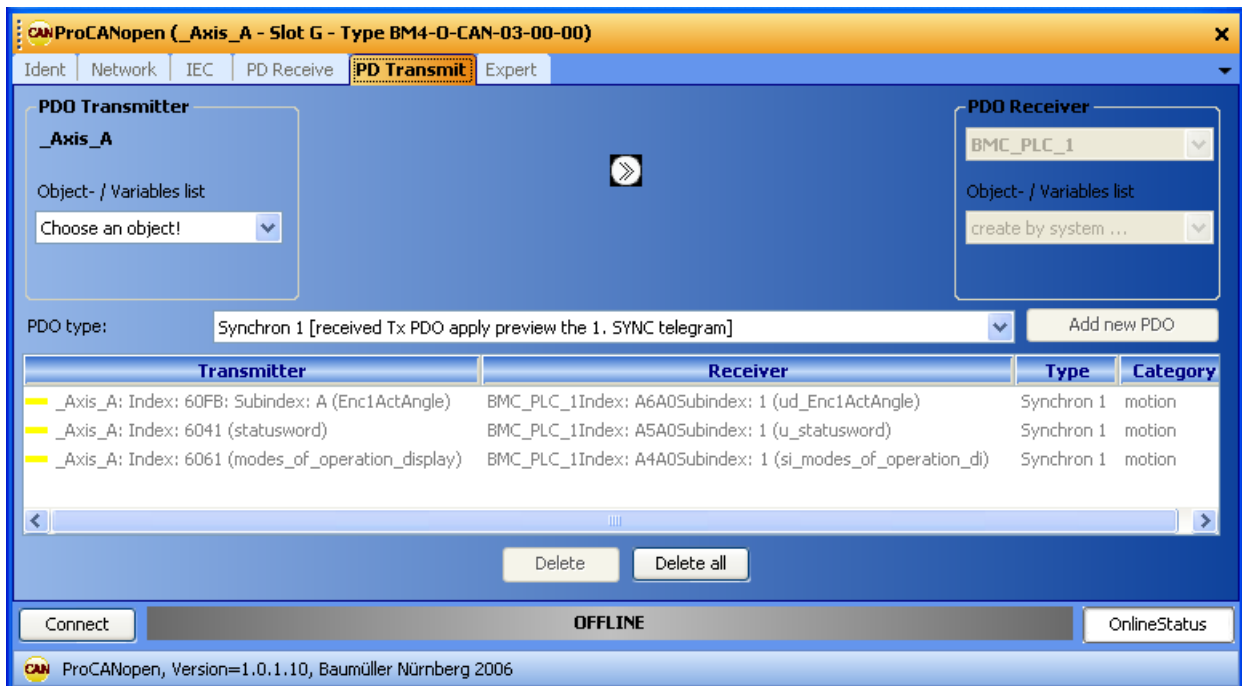 CAN ProCANopen (_Axis_A - Slot G - Type BM4-O-CAN-03-00-00)
Ident Network IEC PD Receive PD Transmit Expert
PDO Transmitter
_Axis_A
Object- / Variables list
Choose an object!
PDO Receiver
BMC_PLC_1
Object- / Variables list
create by system ...
PDO type: Synchron 1 [received Tx PDO apply preview the 1. SYNC telegram] Add new PDO
Transmitter Receiver Type Category
_Axis_A: Index: 60FB: Subindex: A (Enc1ActAngle) BMC_PLC_1Index: A6A0Subindex: 1 (ud_Enc1ActAngle) Synchron 1 motion
_Axis_A: Index: 6041 (statusword) BMC_PLC_1Index: A5A0Subindex: 1 (u_statusword) Synchron 1 motion
_Axis_A: Index: 6061 (modes_of_operation_display) BMC_PLC_1Index: A4A0Subindex: 1 (si_modes_of_operation_di) Synchron 1 motion
Delete Delete all
Connect OFFLINE OnlineStatus
CAN ProCANopen, Version=1.0.1.10, Baumüller Nürnberg 2006